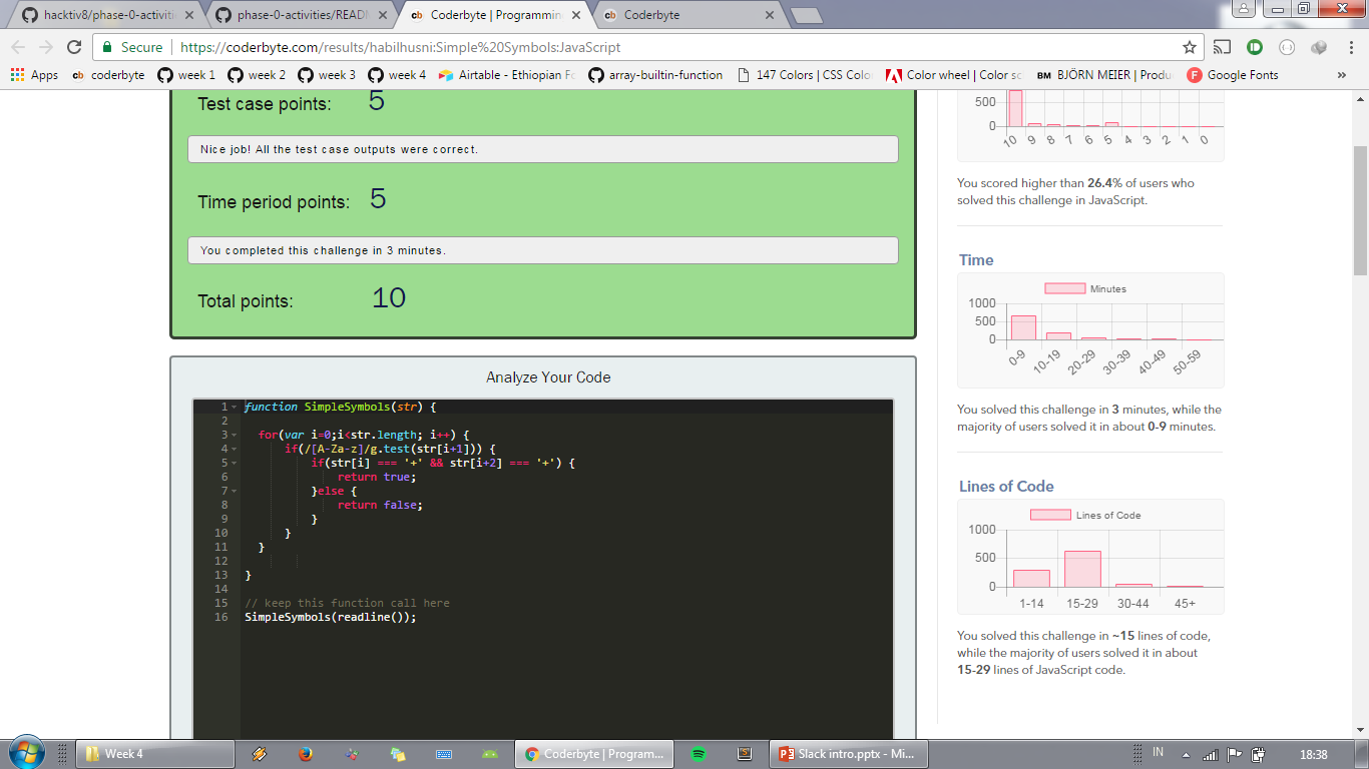 hacktiv8/phase-0-activiti
phase-0-activities/READM
Coderbyte | Programmin
Coderbyte
Secure
https://coderbyte.com/results/habilhusni:Simple%20Symbols:JavaScript
Apps
coderbyte
week 1
week 2
week 3
week 4
Airtable - Ethiopian Fo
array-builtin-function
147 Colors | CSS Colo
Color wheel | Color sc
BM BJÖRN MEIER | Produ
Google Fonts
»
Test case points: 5
Nice job! All the test case outputs were correct.
Time period points: 5
You completed this challenge in 3 minutes.
Total points: 10
Analyze Your Code
1 function SimpleSymbols(str) {
2
3 for(var i=0;i<str.length; i++) {
4 if(/[A-Za-z]/g.test(str[i+1])) {
5 if(str[i] === '+' && str[i+2] === '+') {
6 return true;
7 }else {
8 return false;
9 }
10 }
11 }
12
13 }
14
15 // keep this function call here
16 SimpleSymbols(readline());
500
0
10 9 8 7 6 5 4 3 2 1 0
You scored higher than 26.4% of users who
solved this challenge in JavaScript.
Time
Minutes
1000
500
0
0-9 10-19 20-29 30-39 40-49 50-59
You solved this challenge in 3 minutes, while the
majority of users solved it in about 0-9 minutes.
Lines of Code
Lines of Code
1000
500
0
1-14 15-29 30-44 45+
You solved this challenge in ~15 lines of code,
while the majority of users solved it in about
15-29 lines of JavaScript code.
Week 4
Coderbyte | Program...
Slack intro.pptx - Mi...
IN
18:38